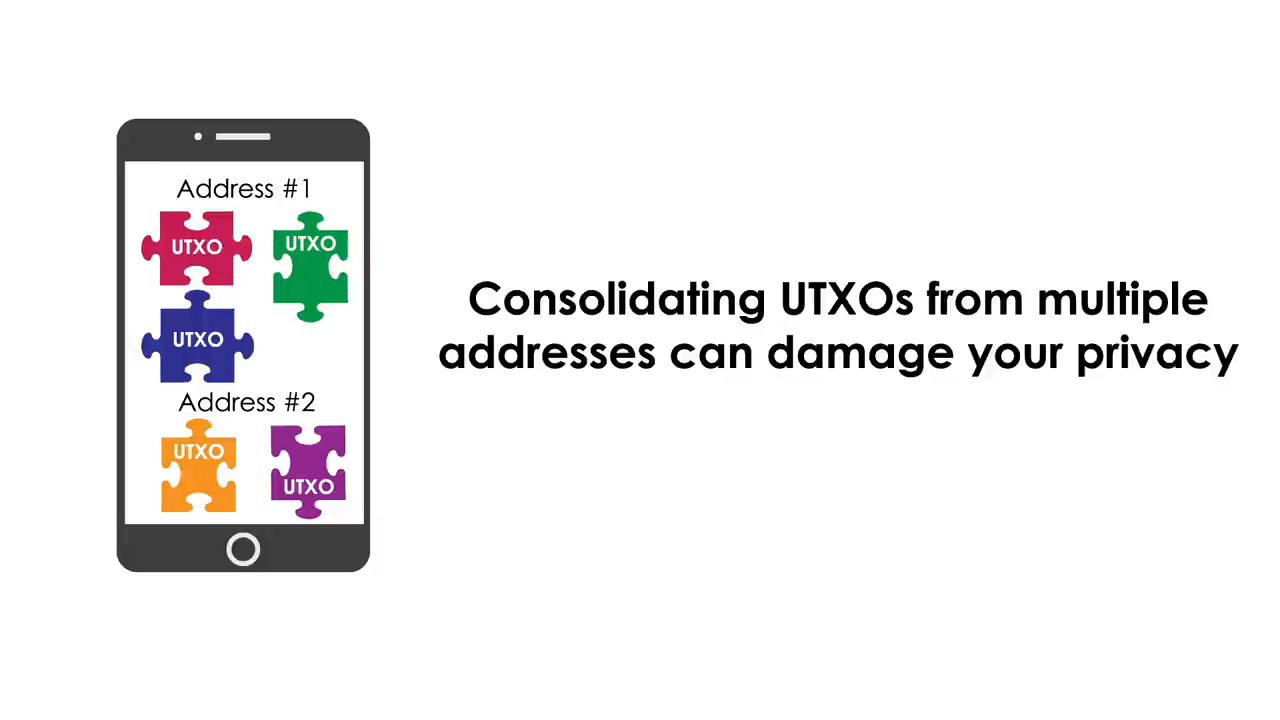 Address #1
UTXO
UTXO
UTXO
Address #2
UTXO
UTXO
Consolidating UTXOs from multiple
addresses can damage your privacy